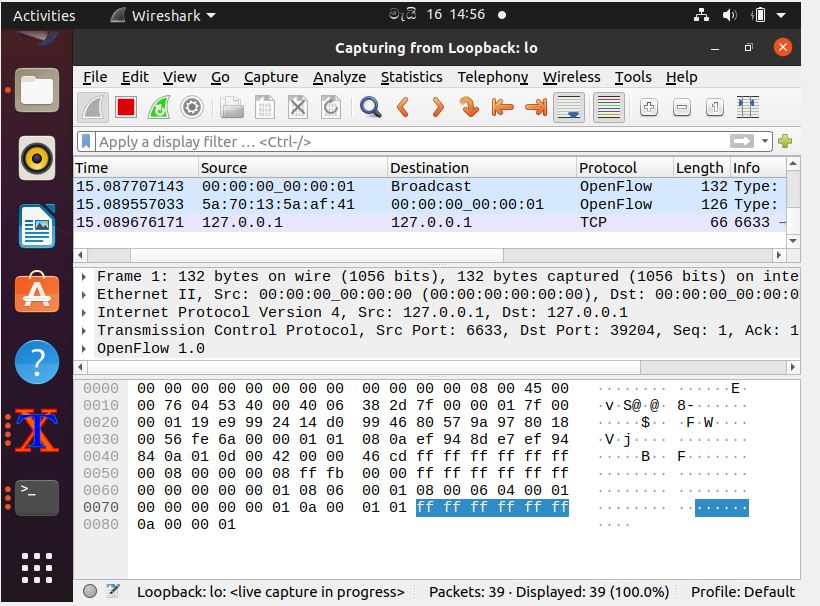 Activities Wireshark ▾ මැයි 16 14:56
Capturing from Loopback: lo
File Edit View Go Capture Analyze Statistics Telephony Wireless Tools Help
Apply a display filter … <Ctrl-/>
Time Source Destination Protocol Length Info
15.087707143 00:00:00_00:00:01 Broadcast OpenFlow 132 Type:
15.089557033 5a:70:13:5a:af:41 00:00:00_00:00:01 OpenFlow 126 Type:
15.089676171 127.0.0.1 127.0.0.1 TCP 66 6633 →
Frame 1: 132 bytes on wire (1056 bits), 132 bytes captured (1056 bits) on inte
Ethernet II, Src: 00:00:00_00:00:00 (00:00:00:00:00:00), Dst: 00:00:00_00:00:0
Internet Protocol Version 4, Src: 127.0.0.1, Dst: 127.0.0.1
Transmission Control Protocol, Src Port: 6633, Dst Port: 39204, Seq: 1, Ack: 1
OpenFlow 1.0
0000 00 00 00 00 00 00 00 00 00 00 00 00 08 00 45 00 ········ ······E·
0010 00 76 04 53 40 00 40 06 38 2d 7f 00 00 01 7f 00 ·v·S@·@· 8-······
0020 00 01 19 e9 99 24 14 d0 99 46 80 57 9a 97 80 18 ·····$·· ·F·W····
0030 00 56 fe 6a 00 00 01 01 08 0a ef 94 8d e7 ef 94 ·V·j···· ········
0040 84 0a 01 0d 00 42 00 00 46 cd ff ff ff ff ff ff ·····B·· F·······
0050 00 08 00 00 00 08 ff fb 00 00 ff ff ff ff ff ff ········ ········
0060 00 00 00 00 00 01 08 06 00 01 08 00 06 04 00 01 ········ ········
0070 00 00 00 00 00 01 0a 00 01 01 ff ff ff ff ff ff ········ ········
0080 0a 00 00 01 ····
Loopback: lo: <live capture in progress> Packets: 39 · Displayed: 39 (100.0%) Profile: Default